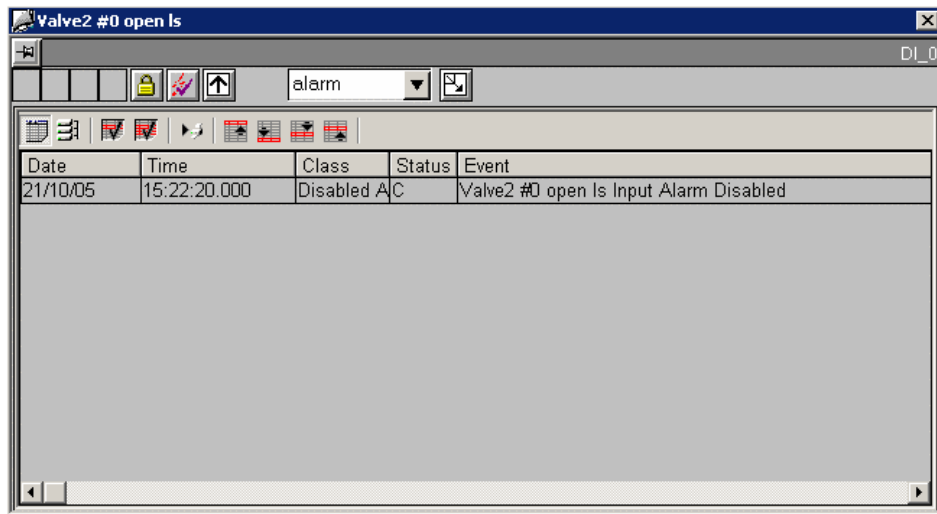 Valve2 #0 open ls
DI_0
alarm
Date Time Class Status Event
21/10/05 15:22:20.000 Disabled A C Valve2 #0 open ls Input Alarm Disabled